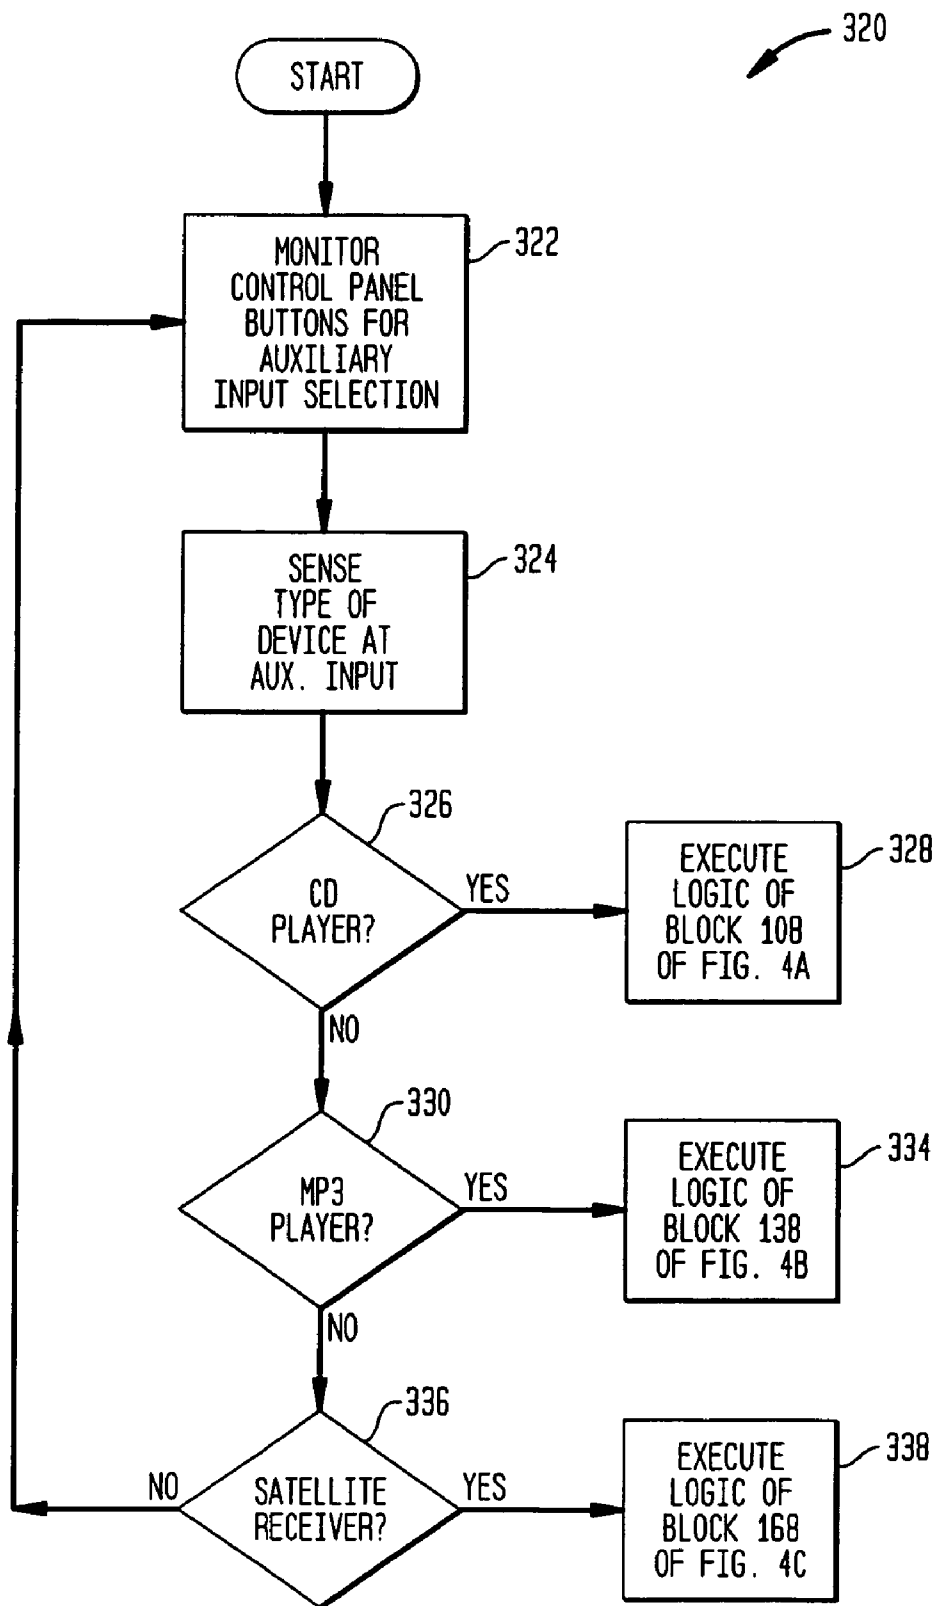 320
START
MONITOR
CONTROL PANEL
BUTTONS FOR
AUXILIARY
INPUT SELECTION
322
SENSE
TYPE OF
DEVICE AT
AUX. INPUT
324
326
CD
PLAYER?
YES
NO
EXECUTE
LOGIC OF
BLOCK 108
OF FIG. 4A
328
330
MP3
PLAYER?
YES
NO
EXECUTE
LOGIC OF
BLOCK 138
OF FIG. 4B
334
336
NO
SATELLITE
RECEIVER?
YES
EXECUTE
LOGIC OF
BLOCK 168
OF FIG. 4C
338